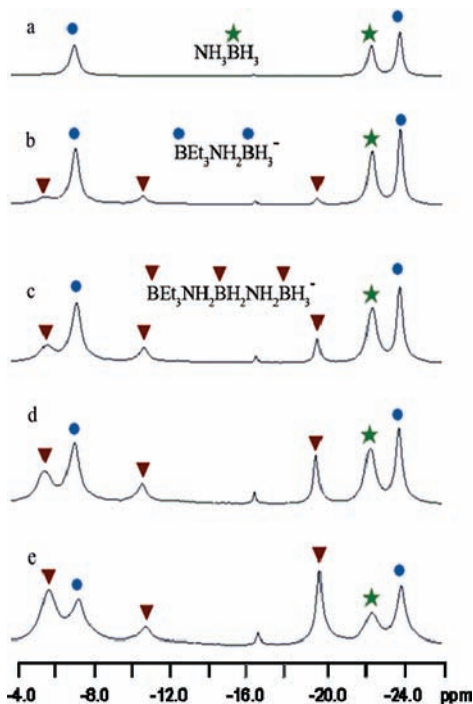 a
NH₃BH₃
b
BEt₃NH₂BH₃⁻
c
BEt₃NH₂BH₂NH₂BH₃⁻
d
e
-4.0 -8.0 -12.0 -16.0 -20.0 -24.0 ppm